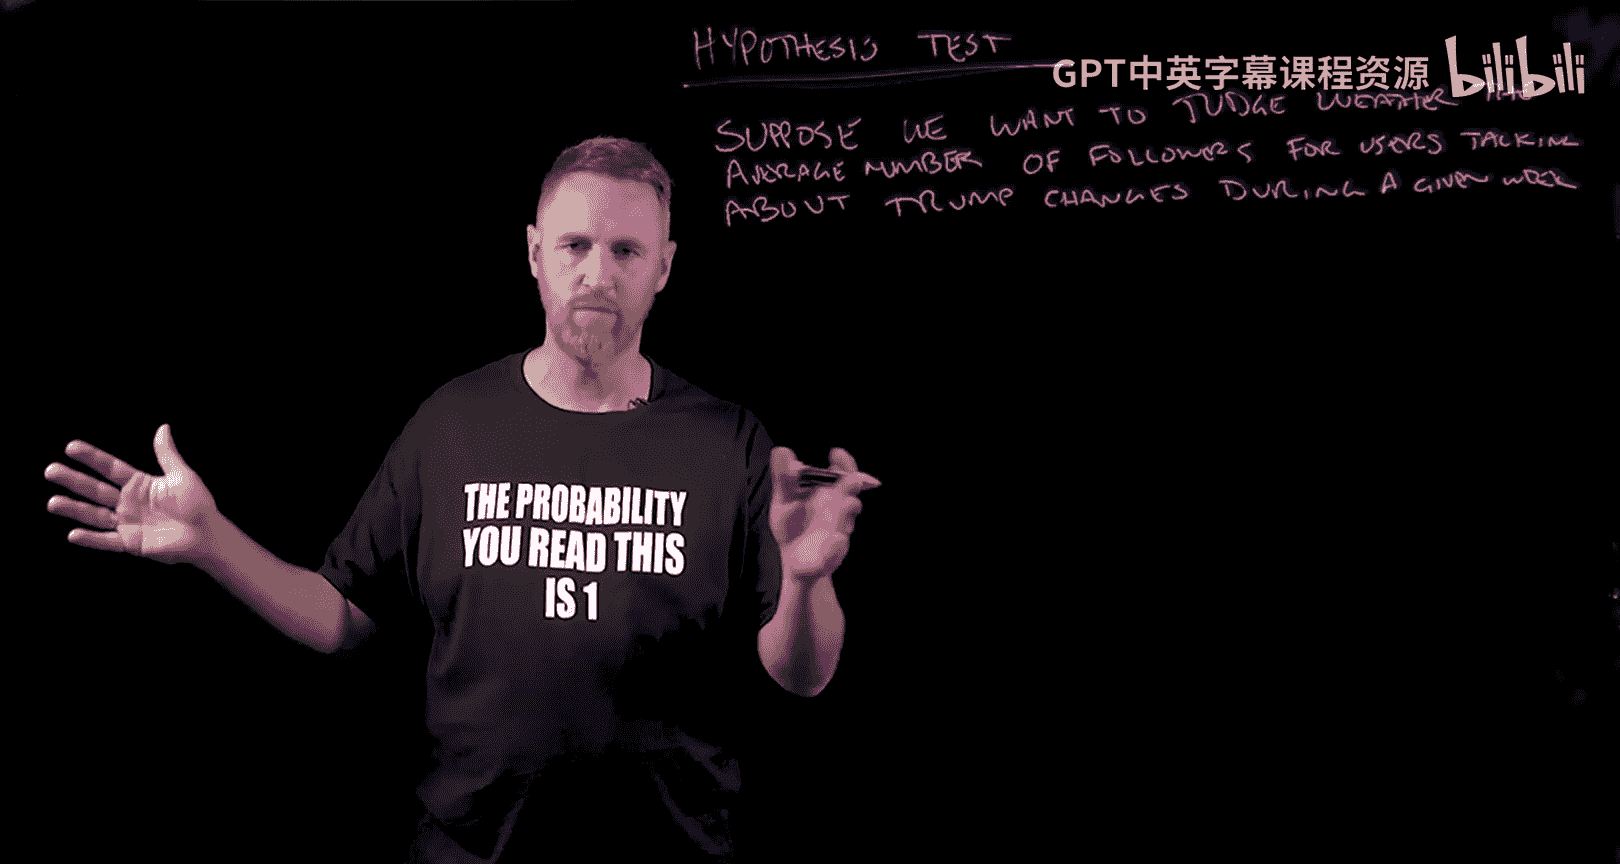 HYPOTHESIS TEST
GPT中英字幕课程资源 bilibili
SUPPOSE WE WANT TO JUDGE WEATHER THE
AVERAGE NUMBER OF FOLLOWERS FOR USERS TALKING
ABOUT TRUMP CHANGES DURING A GIVEN WEEK
THE PROBABILITY
YOU READ THIS
IS 1